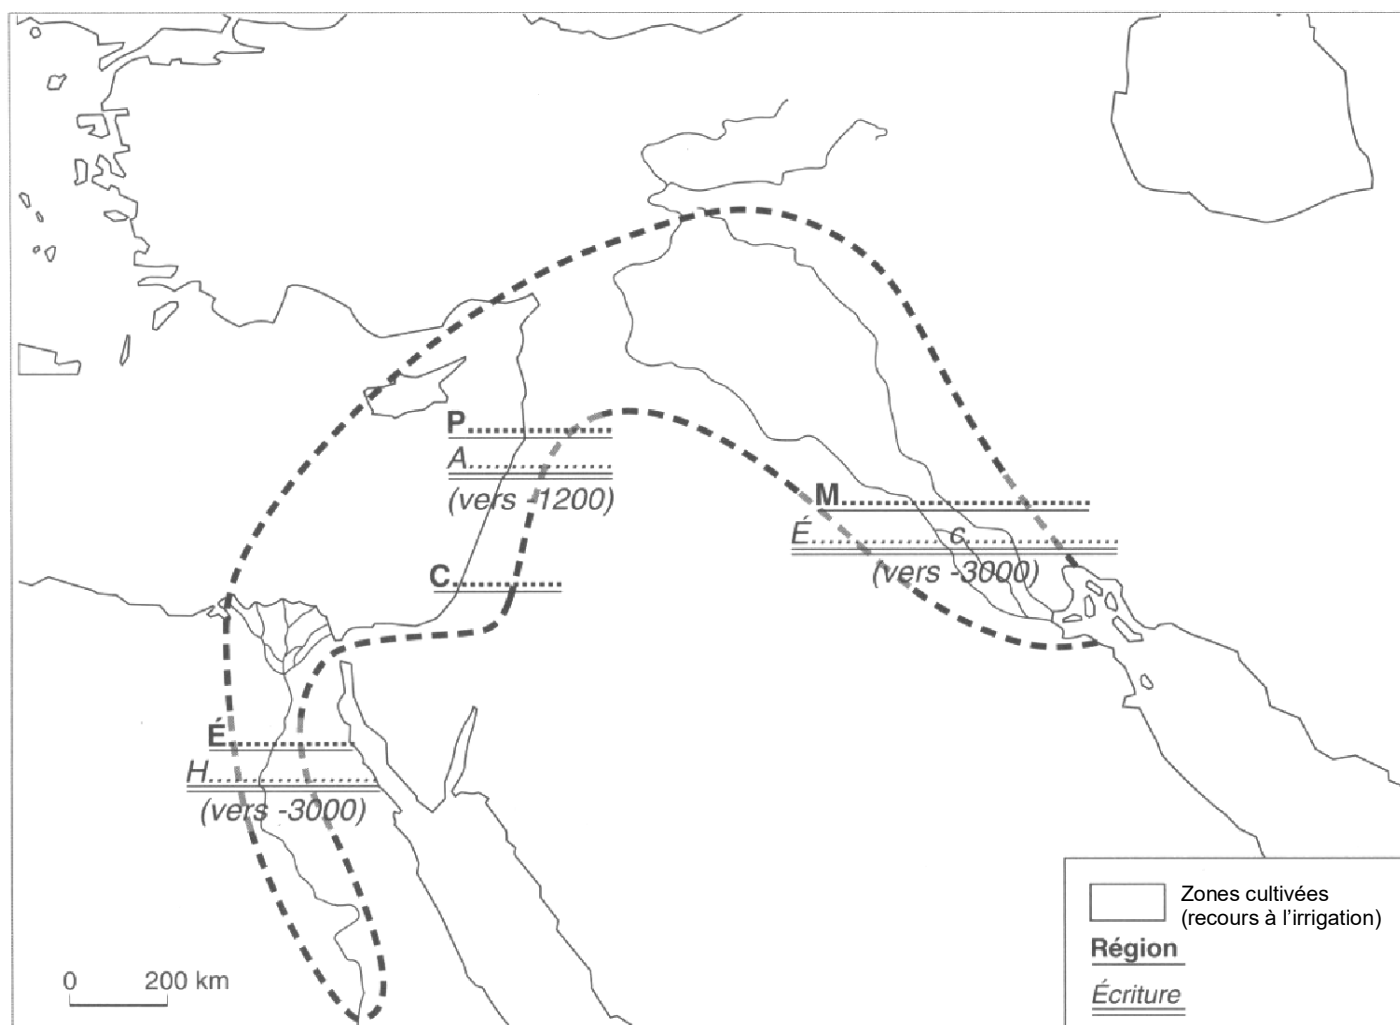 P
A
(vers -1200)
M
É c
(vers -3000)
C
É
H
(vers -3000)
0 200 km
Zones cultivées
(recours à l'irrigation)
Région
Écriture